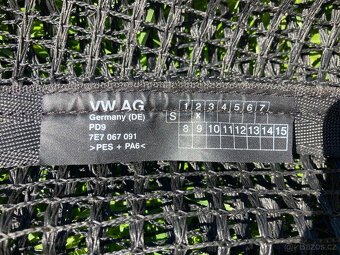 VW AG
Germany (DE)
PD9
7E7 067 091
>PES + PA6<
1 2 3 4 5 6 7
S x
8 9 10 11 12 13 14 15